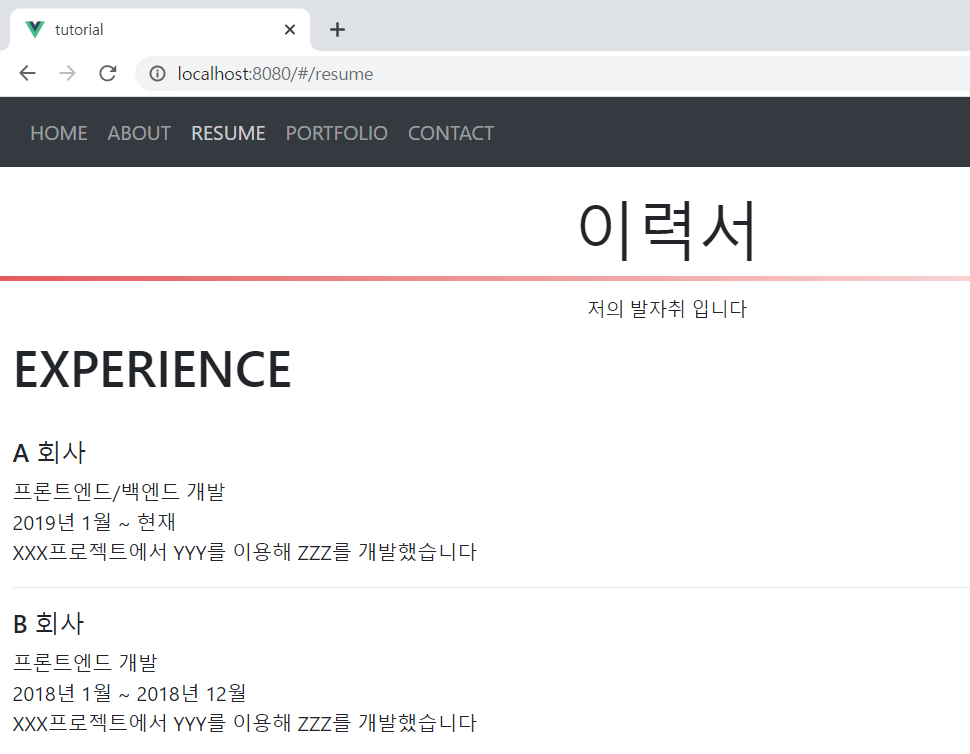 tutorial
localhost:8080/#/resume
HOME ABOUT RESUME PORTFOLIO CONTACT
이력서
저의 발자취 입니다
EXPERIENCE
A 회사
프론트엔드/백엔드 개발
2019년 1월 ~ 현재
XXX프로젝트에서 YYY를 이용해 ZZZ를 개발했습니다
B 회사
프론트엔드 개발
2018년 1월 ~ 2018년 12월
XXX프로젝트에서 YYY를 이용해 ZZZ를 개발했습니다